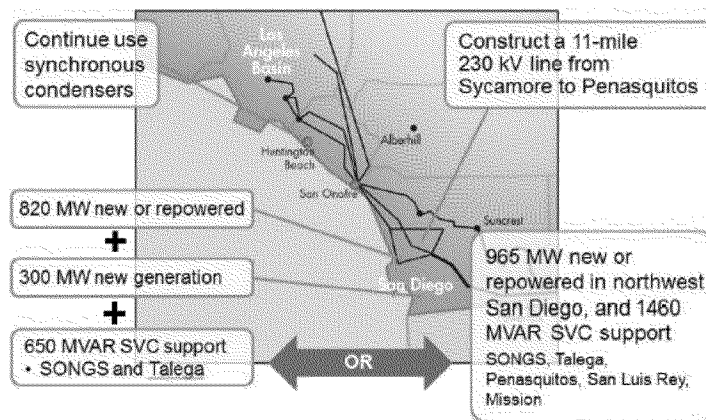 Continue use
synchronous
condensers
Los
Angeles
Basin
Construct a 11-mile
230 kV line from
Sycamore to Penasquitos
Alberhill
Huntington
Beach
San Onofre
Suncrest
San Diego
820 MW new or repowered
+
300 MW new generation
+
650 MVAR SVC support
• SONGS and Talega
OR
965 MW new or
repowered in northwest
San Diego, and 1460
MVAR SVC support
SONGS, Talega,
Penasquitos, San Luis Rey,
Mission